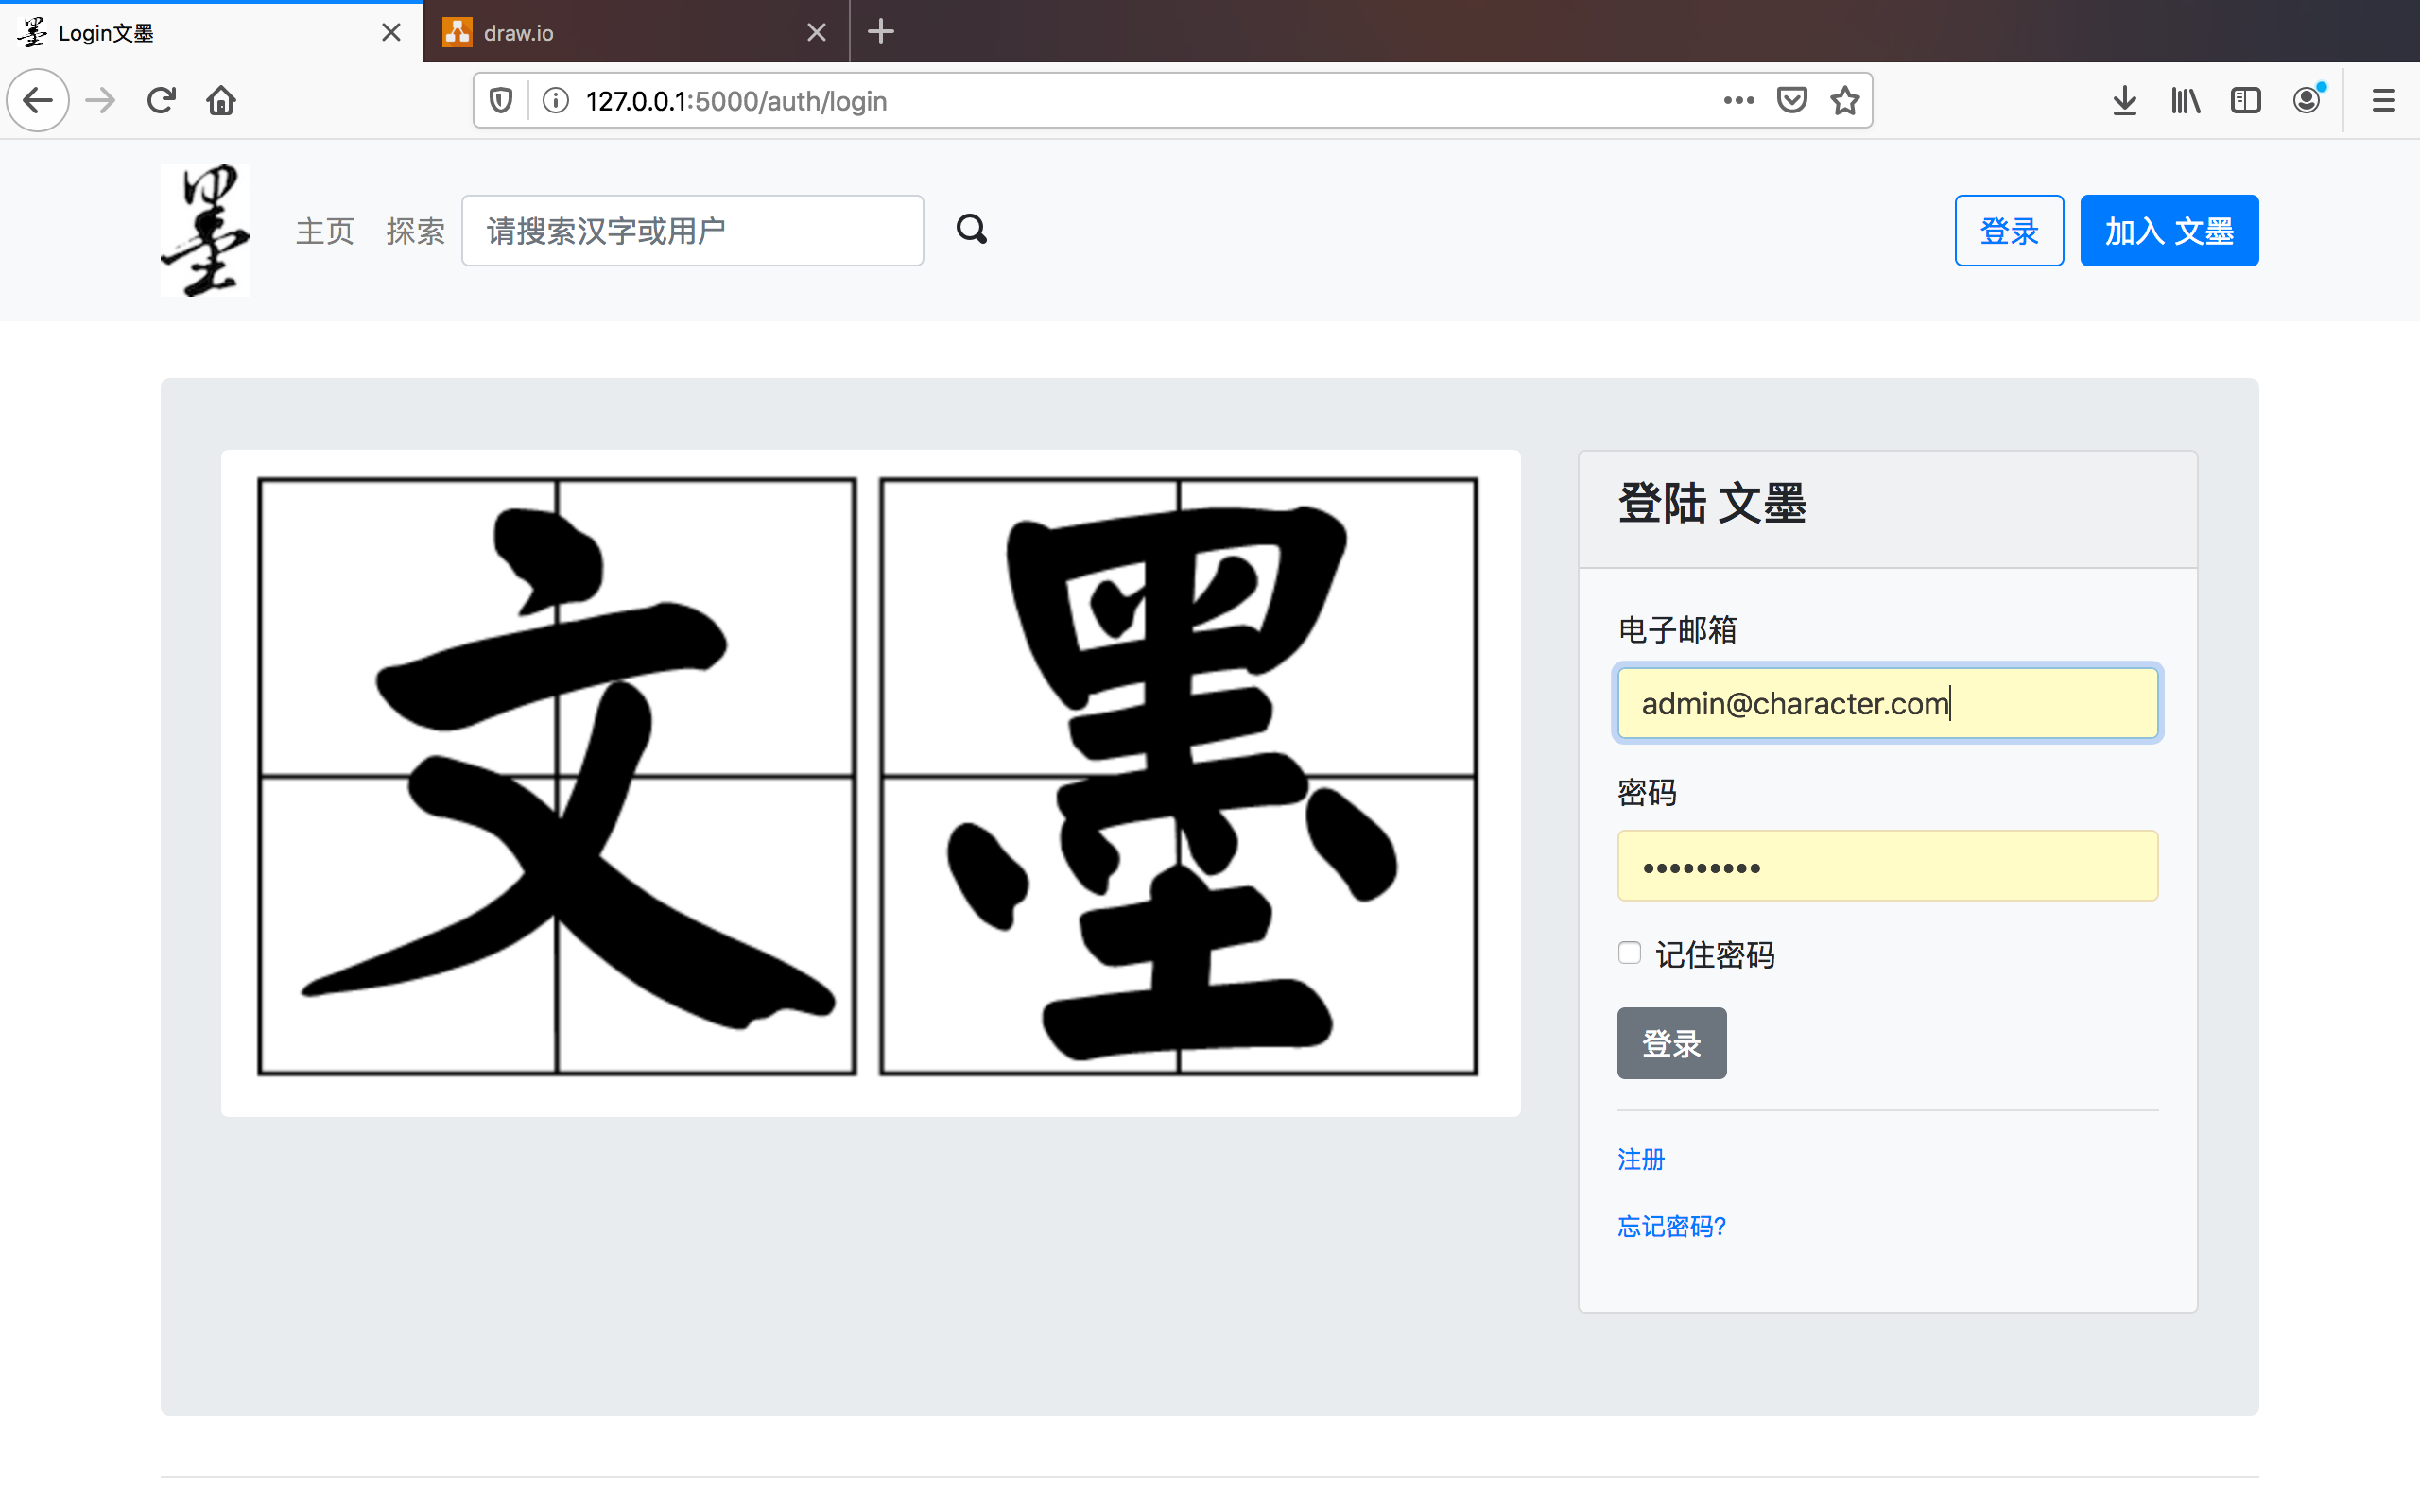 Login文墨
draw.io
127.0.0.1:5000/auth/login
墨
主页 探索 请搜索汉字或用户
登录 加入 文墨
文墨
登陆 文墨
电子邮箱
admin@character.com
密码
•••••••••
记住密码
登录
注册
忘记密码?